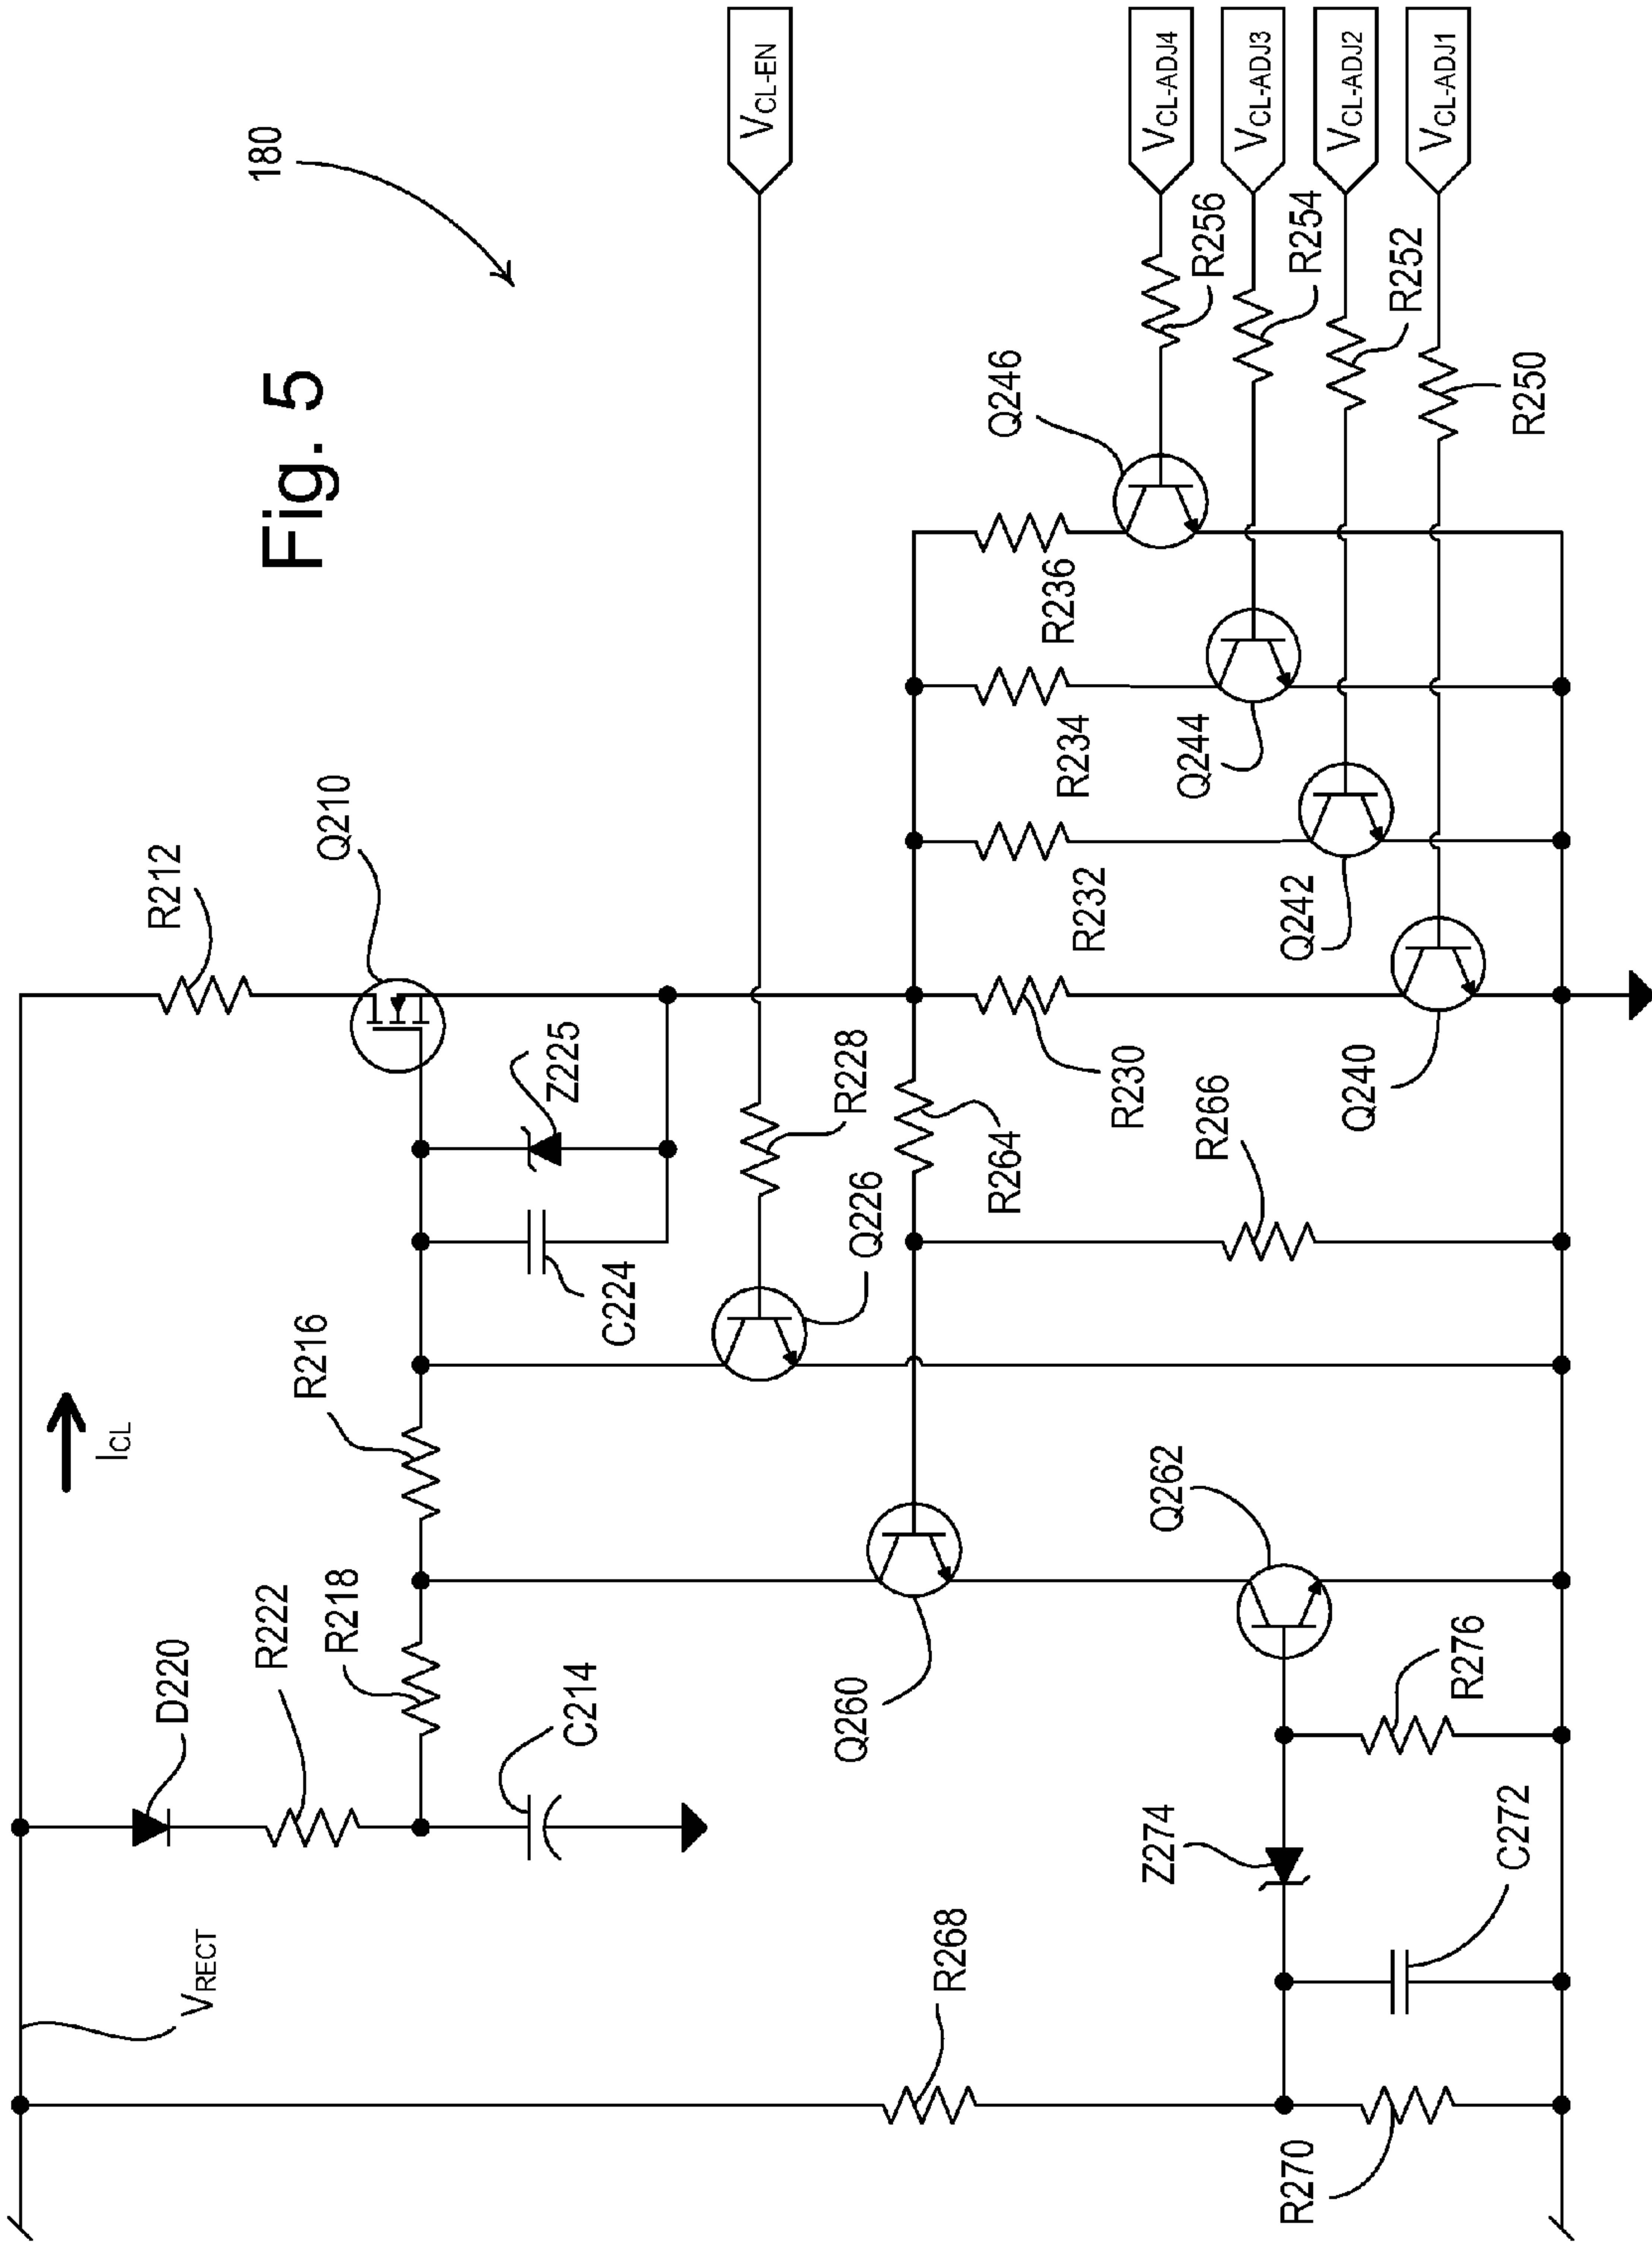 Fig. 5
180
VRECT
ICL
D220
R222
R218
C214
R216
R212
Q210
Z225
C224
Q226
R228
VCL-EN
R268
R270
C272
Z274
R276
Q262
Q260
R264
R266
R230
R232
R234
R236
Q240
Q242
Q244
Q246
R256
R254
R252
R250
VCL-ADJ4
VCL-ADJ3
VCL-ADJ2
VCL-ADJ1